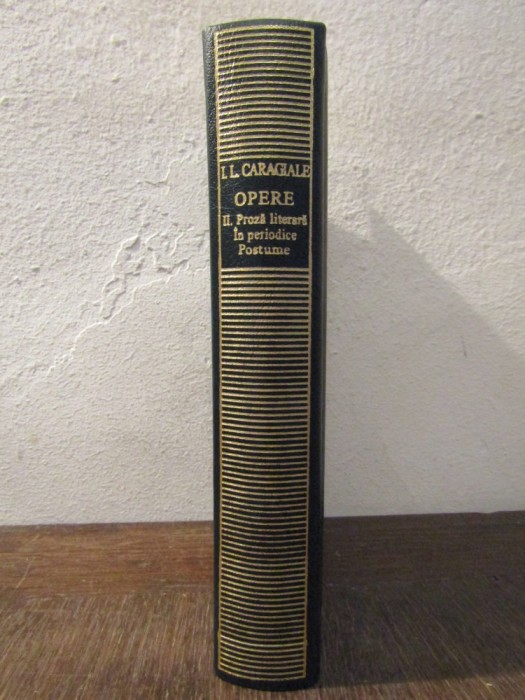 I. L. CARAGIALE
OPERE
II. Proză literară
În periodice
Postume